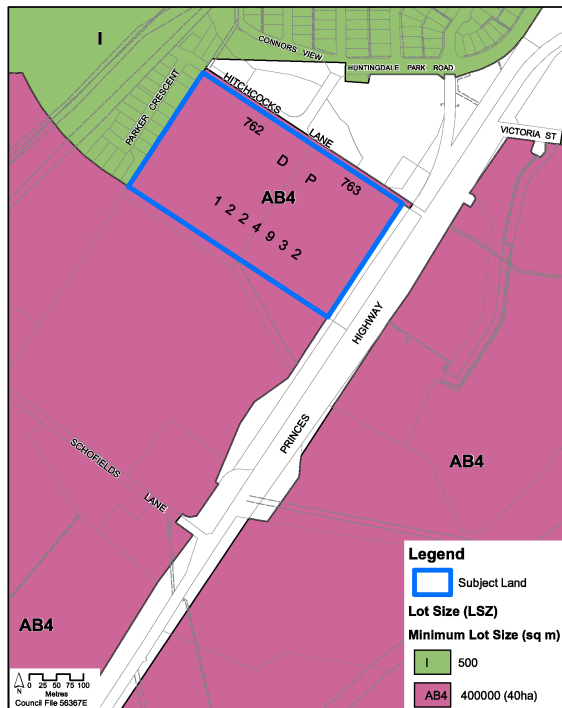 I
CONNORS VIEW
HUNTINGDALE PARK ROAD
PARKER CRESCENT
HITCHCOCKS
LANE
VICTORIA ST
762
D P
763
AB4
1 2 2 4 9 3 2
HIGHWAY
PRINCES
SCHOFIELDS
LANE
AB4
AB4
Legend
Subject Land
Lot Size (LSZ)
Minimum Lot Size (sq m)
I 500
AB4 400000 (40ha)
N
0 25 50 75 100
Metres
Council File 56367E